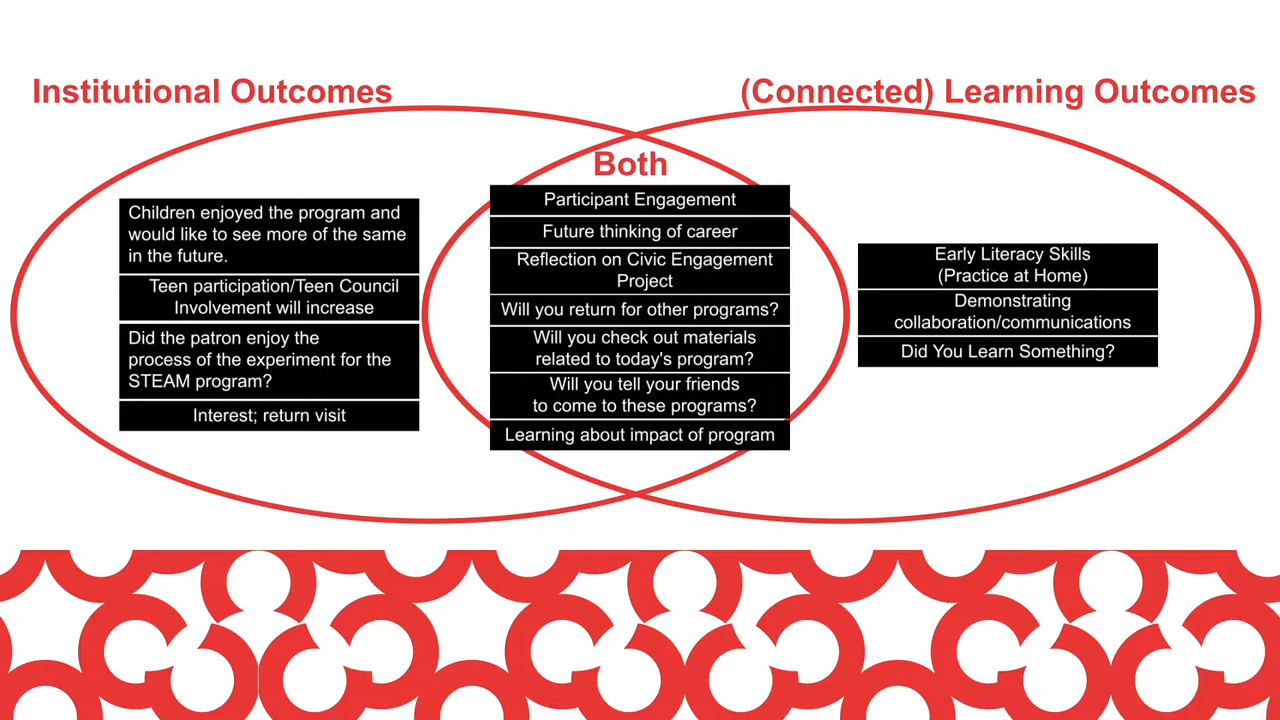 Institutional Outcomes
(Connected) Learning Outcomes
Both
Children enjoyed the program and
would like to see more of the same
in the future.
Teen participation/Teen Council
Involvement will increase
Did the patron enjoy the
process of the experiment for the
STEAM program?
Interest; return visit
Participant Engagement
Future thinking of career
Reflection on Civic Engagement
Project
Will you return for other programs?
Will you check out materials
related to today's program?
Will you tell your friends
to come to these programs?
Learning about impact of program
Early Literacy Skills
(Practice at Home)
Demonstrating
collaboration/communications
Did You Learn Something?